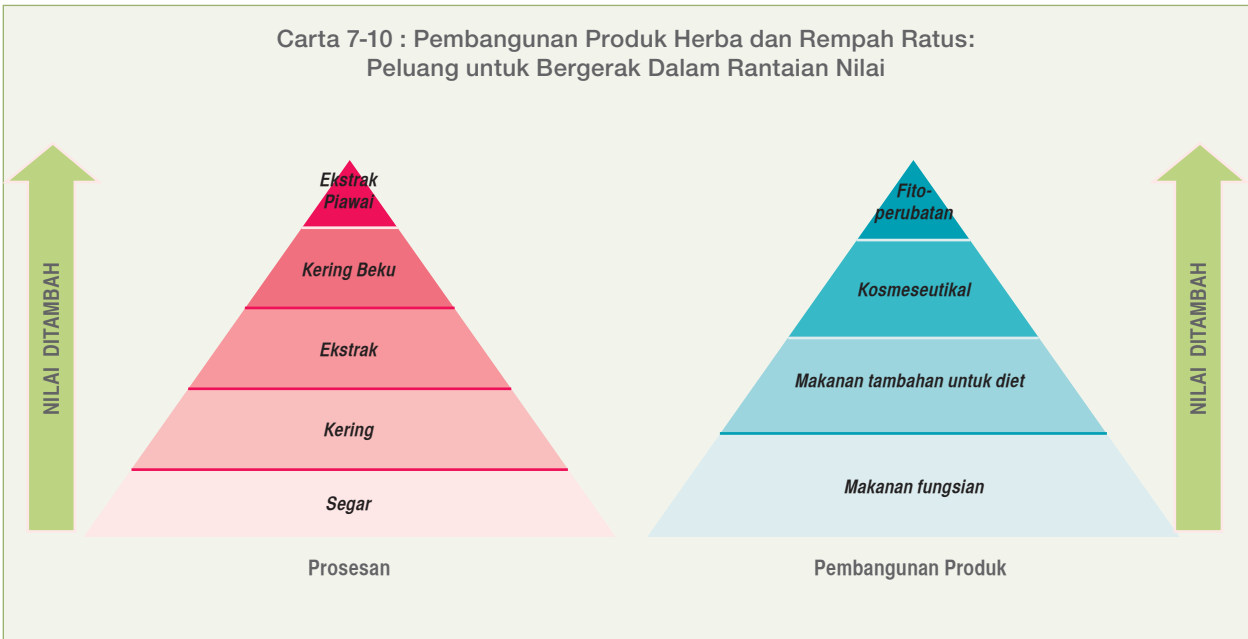 Carta 7-10 : Pembangunan Produk Herba dan Rempah Ratus:
Peluang untuk Bergerak Dalam Rantaian Nilai
NILAI DITAMBAH
Ekstrak
Piawai
Kering Beku
Ekstrak
Kering
Segar
Prosesan
Fito-
perubatan
Kosmeseutikal
Makanan tambahan untuk diet
Makanan fungsian
Pembangunan Produk
NILAI DITAMBAH